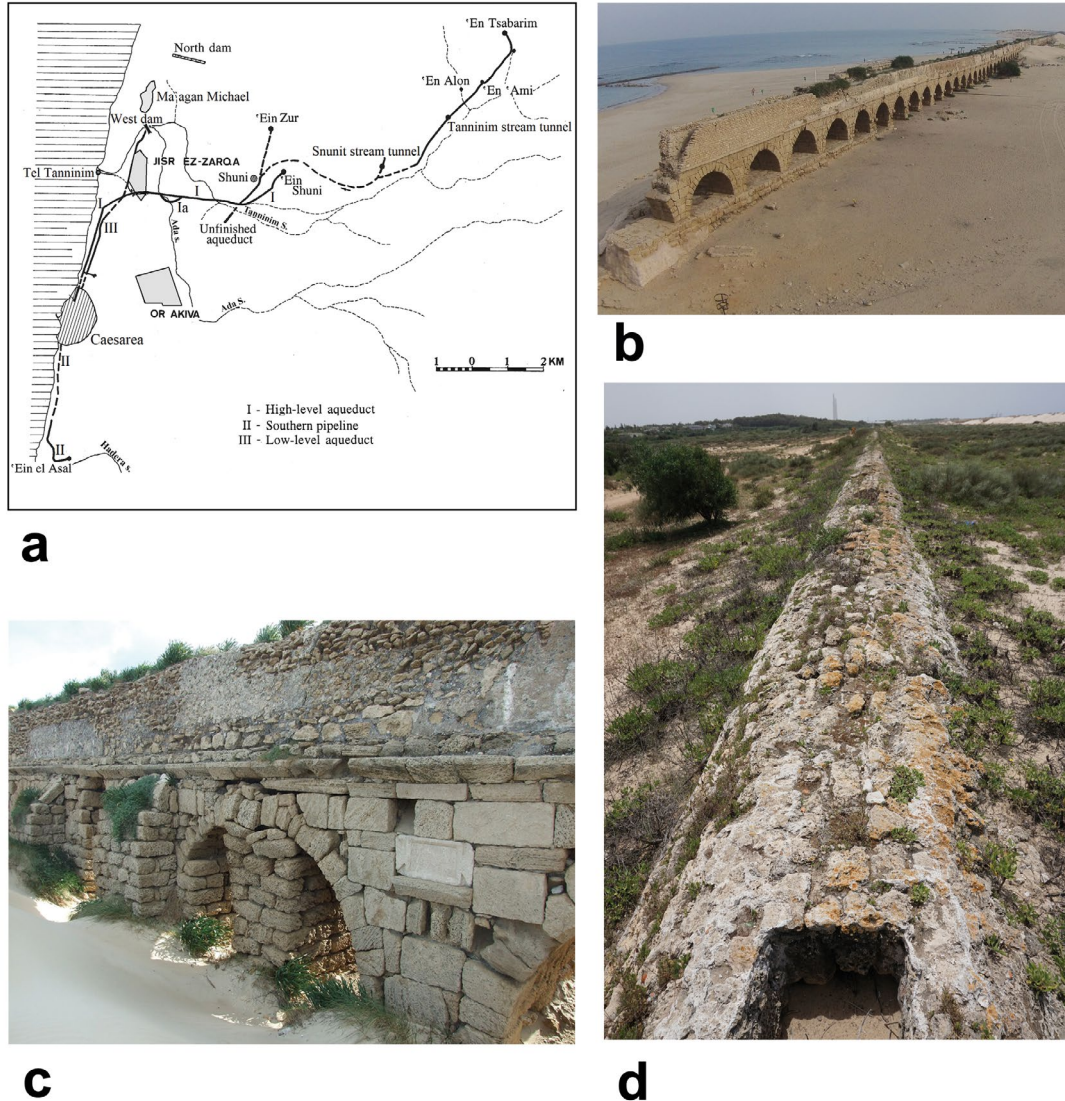 North dam
Ma'agan Michael
West dam
Tel Tanninim
JISR EZ-ZARQA
'Ein Zur
Shuni
'Ein
Shuni
Snunit stream tunnel
'En Tsabarim
'En Alon
'En 'Ami
Tanninim stream tunnel
I
Ia
I
I
III
Unfinished
aqueduct
Tanninim s.
Ada s.
OR AKIVA
Ada S.
Caesarea
II
1 0 1 2 KM
I - High-level aqueduct
II - Southern pipeline
III - Low-level aqueduct
II
'Ein el Asal
Hadera s.
a
b
c
d